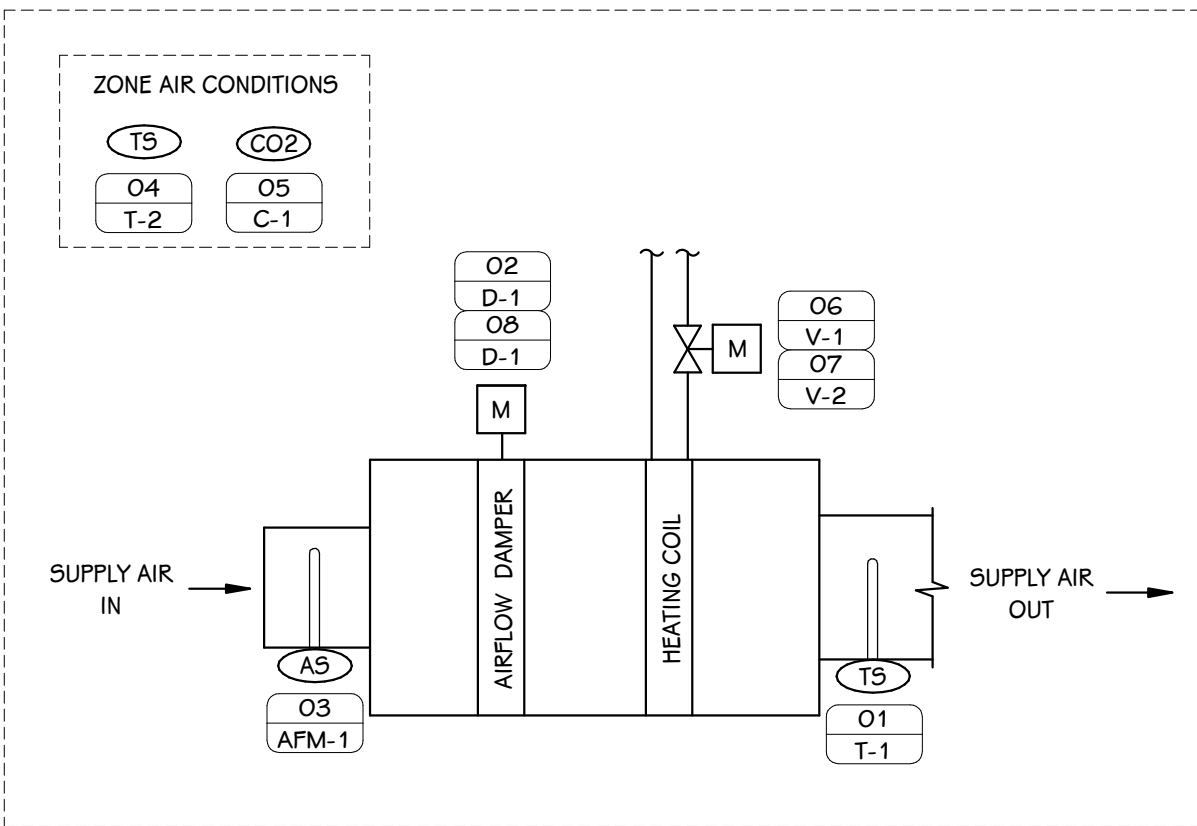 ZONE AIR CONDITIONS
TS
CO2
04
T-2
05
C-1
02
D-1
08
D-1
06
V-1
07
V-2
M
M
AIRFLOW DAMPER
HEATING COIL
SUPPLY AIR
IN
SUPPLY AIR
OUT
AS
03
AFM-1
TS
01
T-1